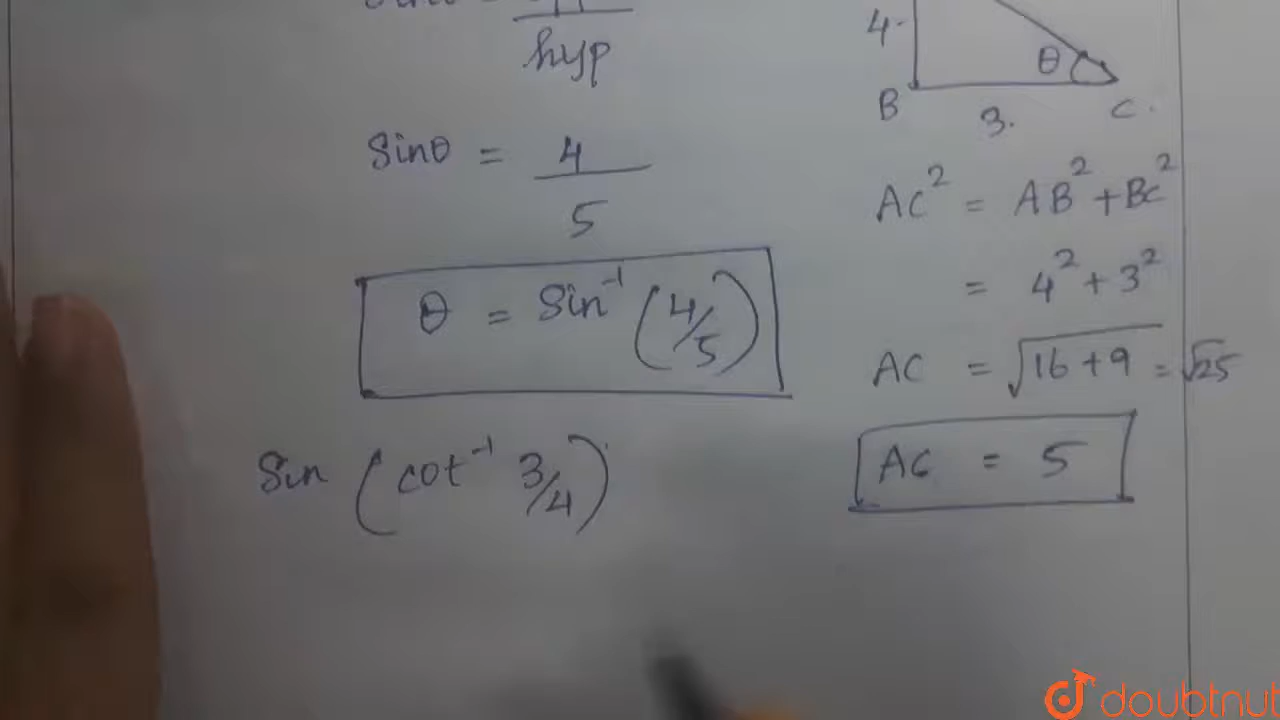 hyp
Sinθ = 4/5
θ = Sin⁻¹ (4/5)
Sin (cot⁻¹ 3/4)
4
θ
B
3.
C.
AC² = AB² + BC²
= 4² + 3²
AC = √16+9 = √25
AC = 5
doubtnut